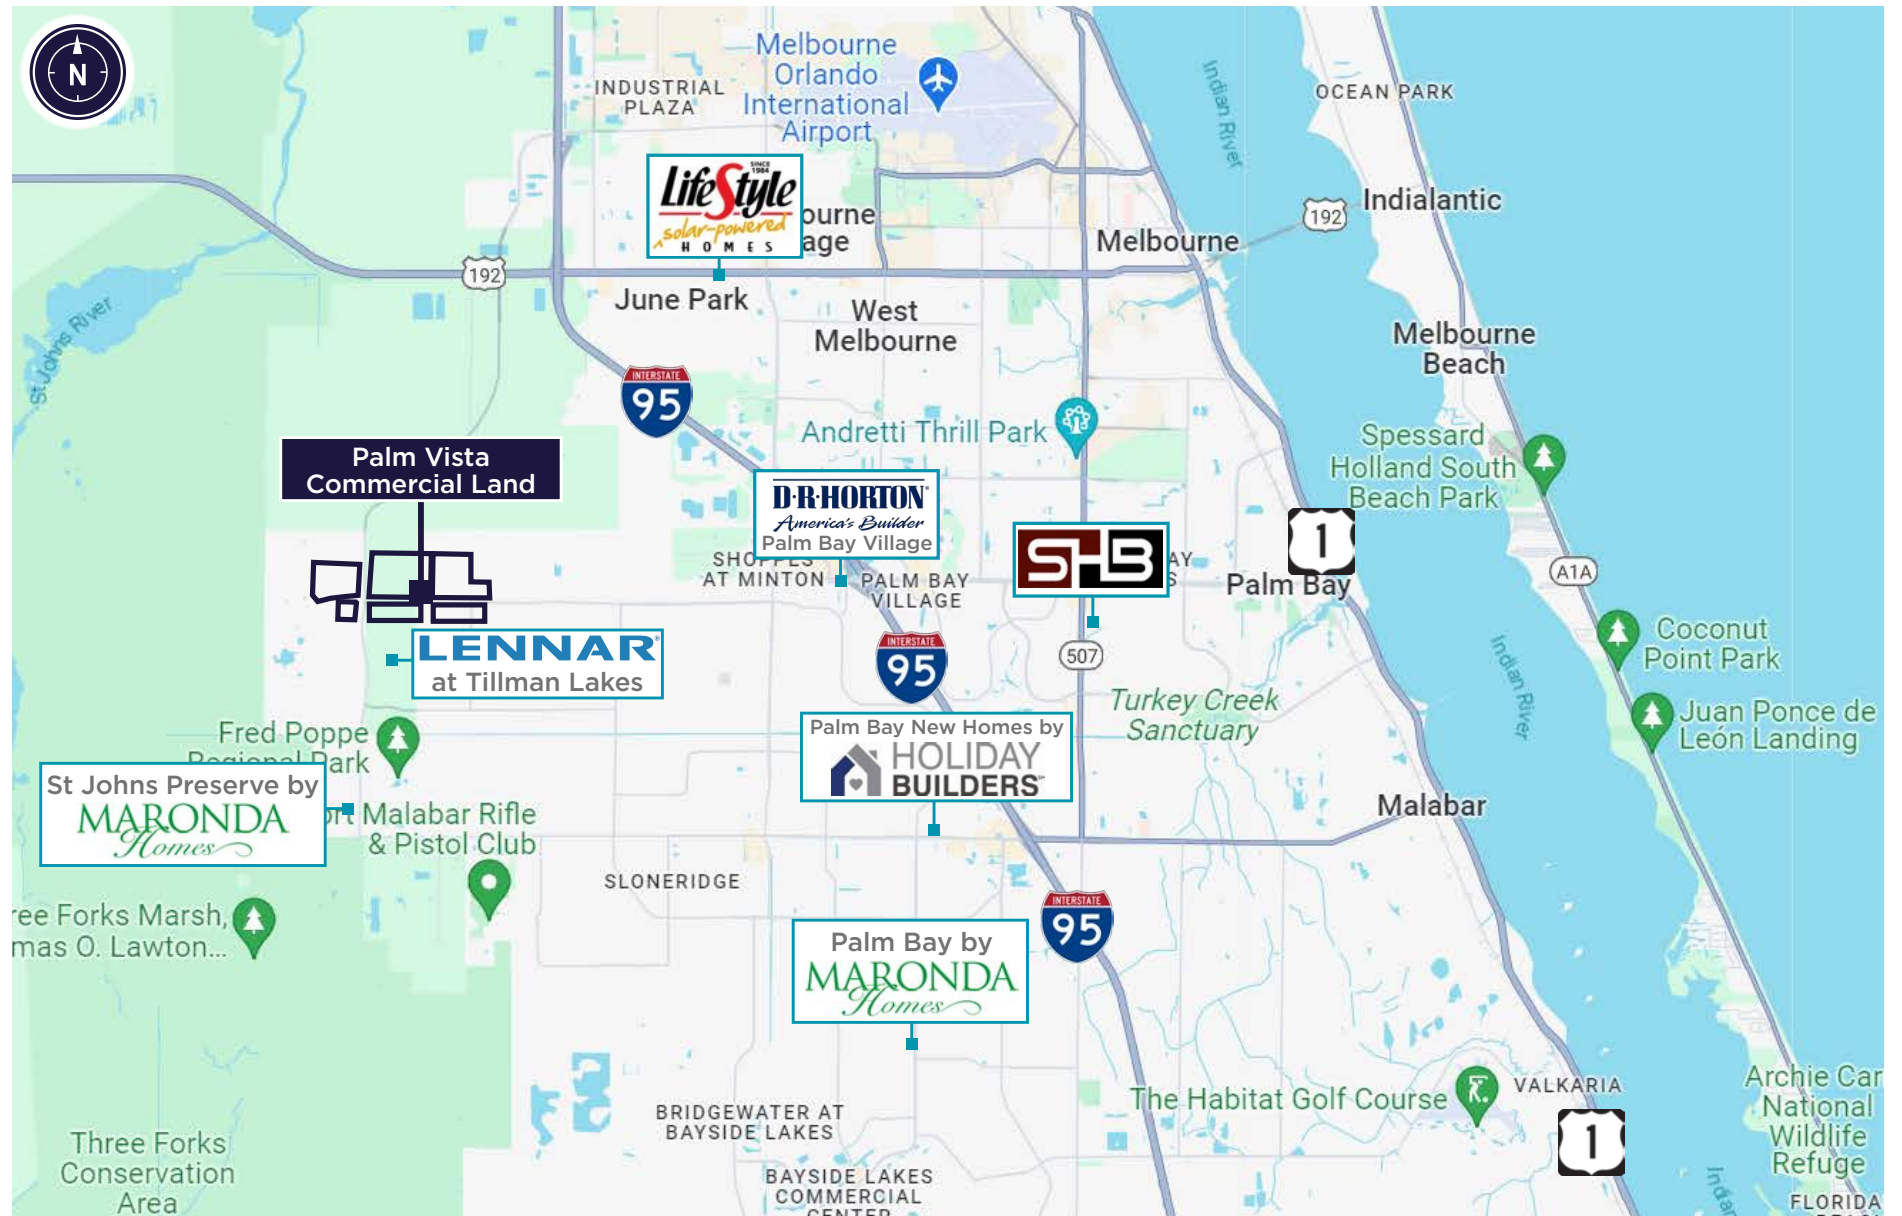 N
INDUSTRIAL
PLAZA
Melbourne
Orlando
International
Airport
Indian River
OCEAN PARK
SINCE
1984
LifeStyle
solar-powered
HOMES
ourne
age
Melbourne
192
Indialantic
192
June Park
West
Melbourne
Melbourne
Beach
St Johns River
INTERSTATE
95
Andretti Thrill Park
Spessard
Holland South
Beach Park
Palm Vista
Commercial Land
D·R·HORTON
America's Builder
Palm Bay Village
SHOPPES
AT MINTON
PALM BAY
VILLAGE
SHB
AY
S
1
Palm Bay
A1A
LENNAR
at Tillman Lakes
INTERSTATE
95
507
Indian River
Coconut
Point Park
Turkey Creek
Sanctuary
Juan Ponce de
León Landing
Fred Poppe
Regional Park
Palm Bay New Homes by
HOLIDAY
BUILDERS
St Johns Preserve by
MARONDA
Homes
ort Malabar Rifle
& Pistol Club
Malabar
SLONERIDGE
ree Forks Marsh,
mas O. Lawton...
INTERSTATE
95
Palm Bay by
MARONDA
Homes
The Habitat Golf Course
VALKARIA
1
Archie Car
National
Wildlife
Refuge
BRIDGEWATER AT
BAYSIDE LAKES
Three Forks
Conservation
Area
BAYSIDE LAKES
COMMERCIAL
CENTER
Indian
FLORIDA